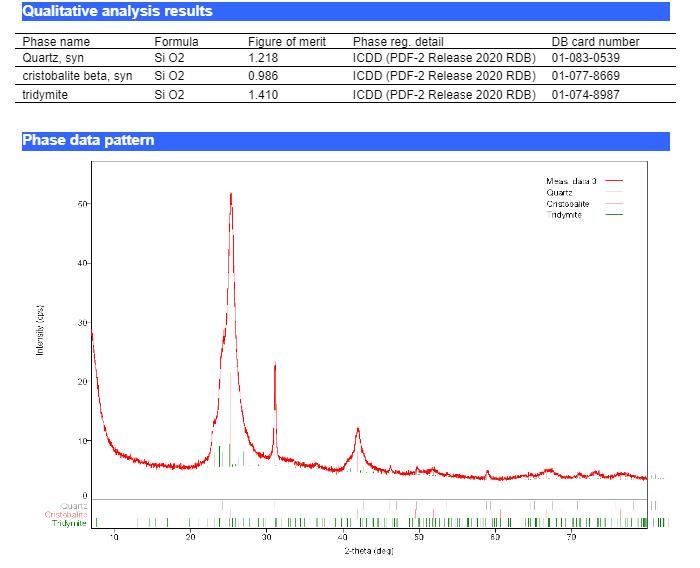 Qualitative analysis results
Phase name Formula Figure of merit Phase reg. detail DB card number
Quartz, syn Si O2 1.218 ICDD (PDF-2 Release 2020 RDB) 01-083-0539
cristobalite beta, syn Si O2 0.986 ICDD (PDF-2 Release 2020 RDB) 01-077-8669
tridymite Si O2 1.410 ICDD (PDF-2 Release 2020 RDB) 01-074-8987
Phase data pattern
Meas. data 3
Quartz
Cristobalite
Tridymite
60
40
30
20
10
0
Intensity (cps)
Quartz
Cristobalite
Tridymite
10 20 30 40 50 60 70
2-theta (deg)